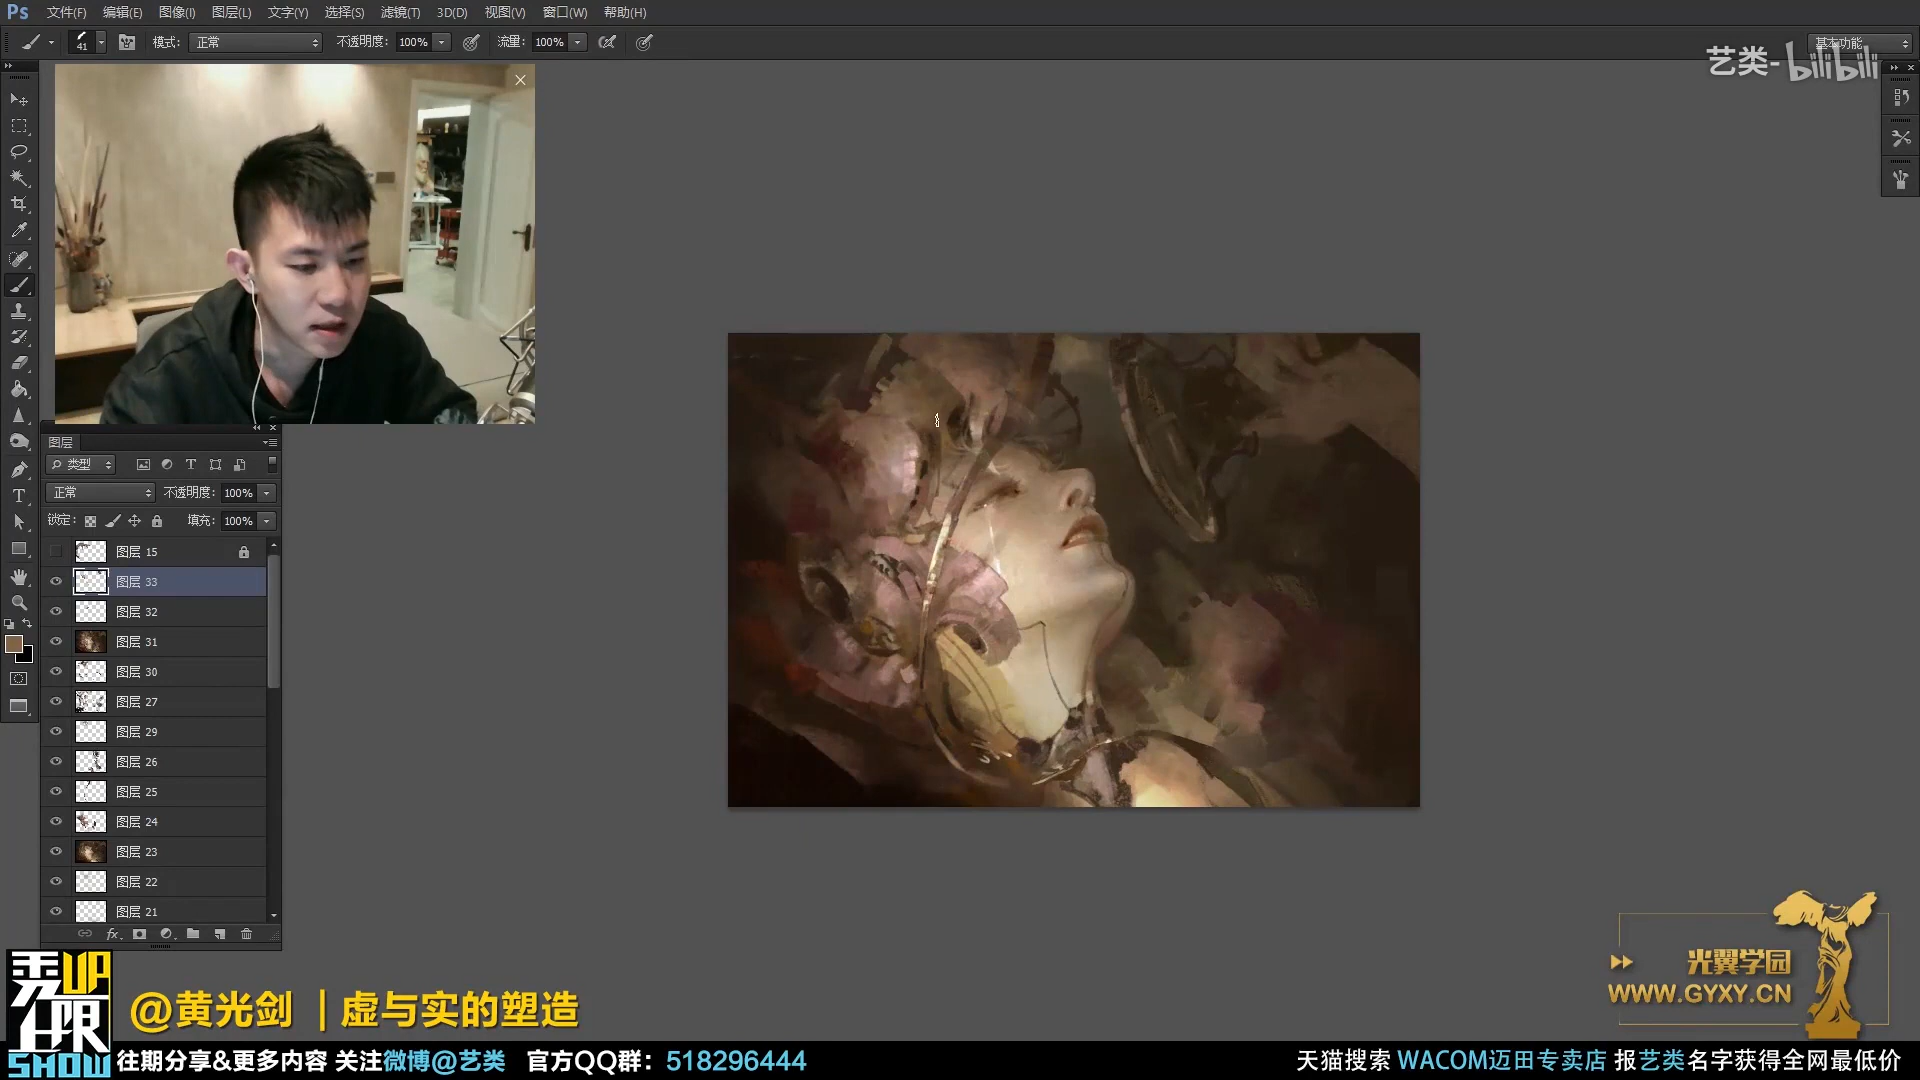 Ps 文件(F) 编辑(E) 图像(I) 图层(L) 文字(Y) 选择(S) 滤镜(T) 3D(D) 视图(V) 窗口(W) 帮助(H)
41 模式: 正常 不透明度: 100% 流量: 100% 基本功能
艺类-bilibili
图层
类型
正常 不透明度: 100%
锁定: 填充: 100%
图层 15
图层 33
图层 32
图层 31
图层 30
图层 27
图层 29
图层 26
图层 25
图层 24
图层 23
图层 22
图层 21
fx
光翼学园
WWW.GYXY.CN
UP
SHOW
@黄光剑 | 虚与实的塑造
往期分享&更多内容 关注微博@艺类 官方QQ群: 518296444
天猫搜索 WACOM迈田专卖店 报艺类名字获得全网最低价